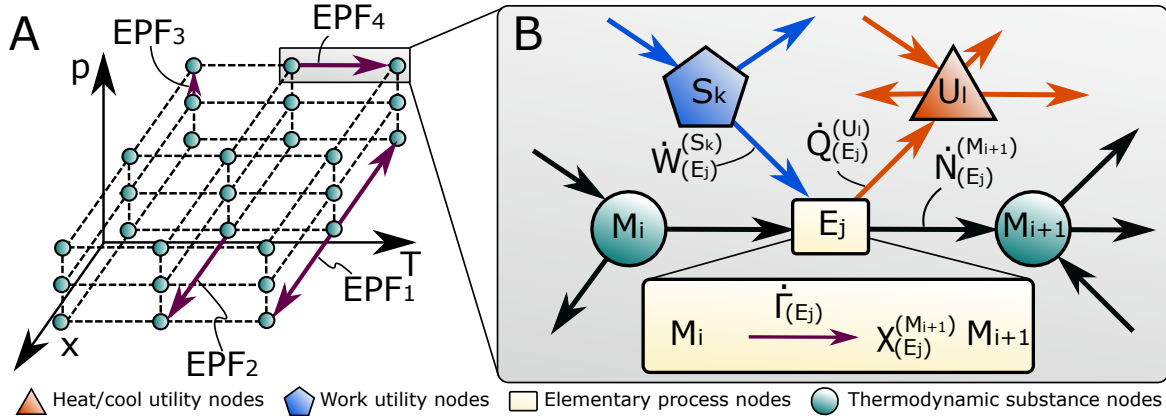 A
EPF₄
EPF₃
p
T
EPF₁
x
EPF₂
B
Sₖ
Uₗ
Ẇ₍Eⱼ₎^(Sₖ)
Q̇₍Eⱼ₎^(Uₗ)
Ṅ₍Eⱼ₎^(Mᵢ₊₁)
Mᵢ
Eⱼ
Mᵢ₊₁
Γ̇₍Eⱼ₎
Mᵢ X₍Eⱼ₎^(Mᵢ₊₁) Mᵢ₊₁
Heat/cool utility nodes Work utility nodes Elementary process nodes Thermodynamic substance nodes